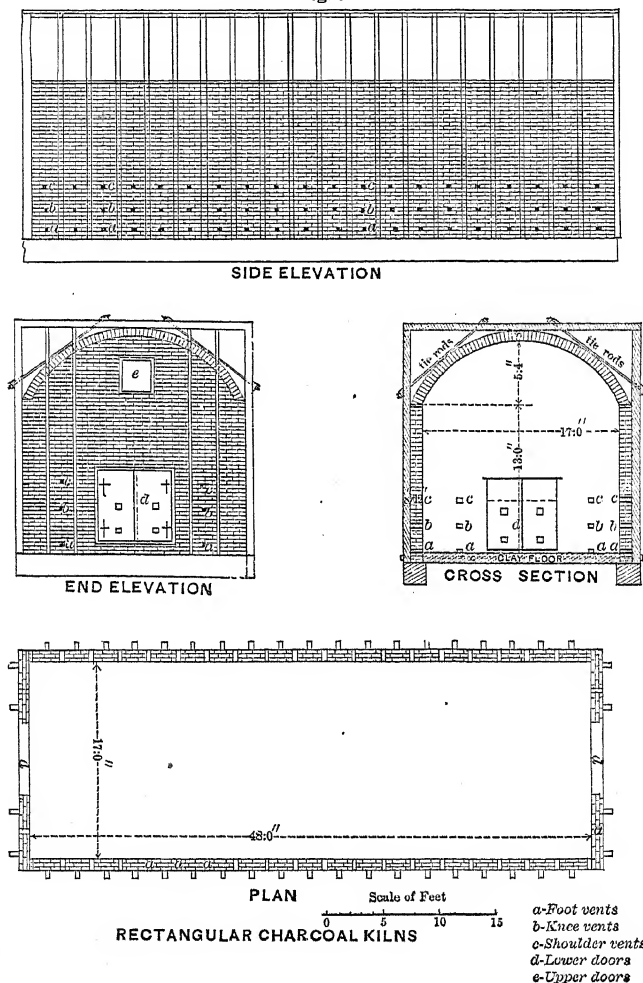 c c c
b b b
a a a
SIDE ELEVATION
e
b b
b d b
a a
END ELEVATION
tie rods tie rods
5:4"
17:0"
13:0"
c c c c
b b d b b
a a a a
CLAY FLOOR
CROSS SECTION
17:0"
48:0"
a a a
PLAN
Scale of Feet
0 5 10 15
RECTANGULAR CHARCOAL KILNS
a-Foot vents
b-Knee vents
c-Shoulder vents
d-Lower doors
e-Upper doors